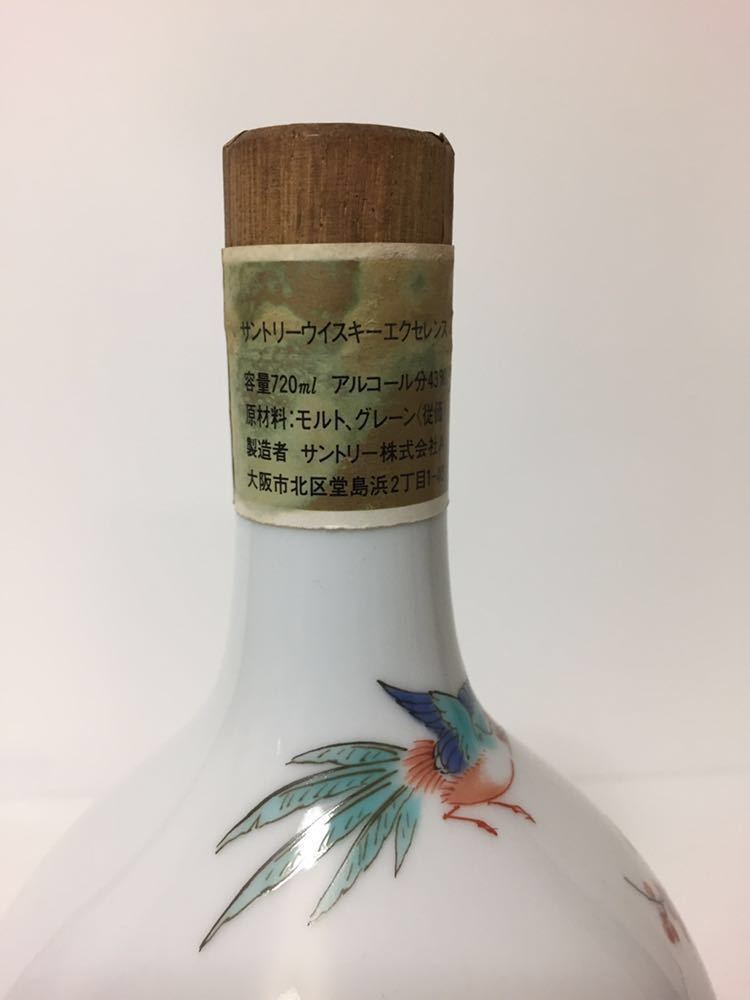 サントリーウイスキーエクセレンス
容量720ml アルコール分43%
原材料:モルト、グレーン〈従価
製造者 サントリー株式会社
大阪市北区堂島浜2丁目1-